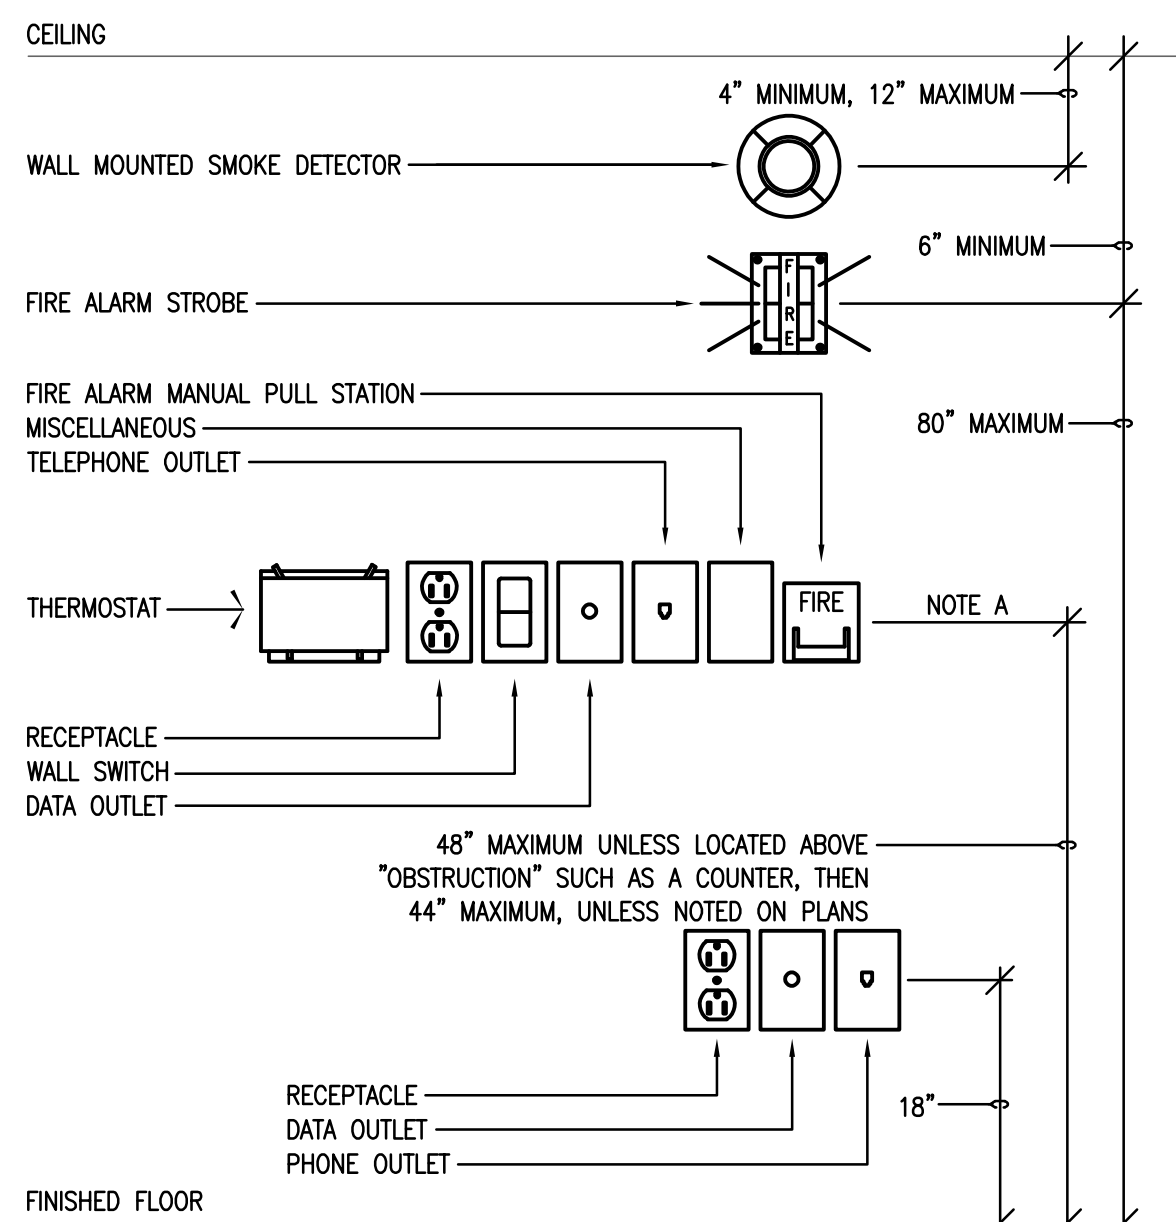 CEILING
4” MINIMUM, 12” MAXIMUM
WALL MOUNTED SMOKE DETECTOR
6” MINIMUM
FIRE
FIRE ALARM STROBE
FIRE ALARM MANUAL PULL STATION
MISCELLANEOUS
80” MAXIMUM
TELEPHONE OUTLET
THERMOSTAT
FIRE
NOTE A
RECEPTACLE
WALL SWITCH
DATA OUTLET
48” MAXIMUM UNLESS LOCATED ABOVE
”OBSTRUCTION” SUCH AS A COUNTER, THEN
44” MAXIMUM, UNLESS NOTED ON PLANS
RECEPTACLE
18”
DATA OUTLET
PHONE OUTLET
FINISHED FLOOR